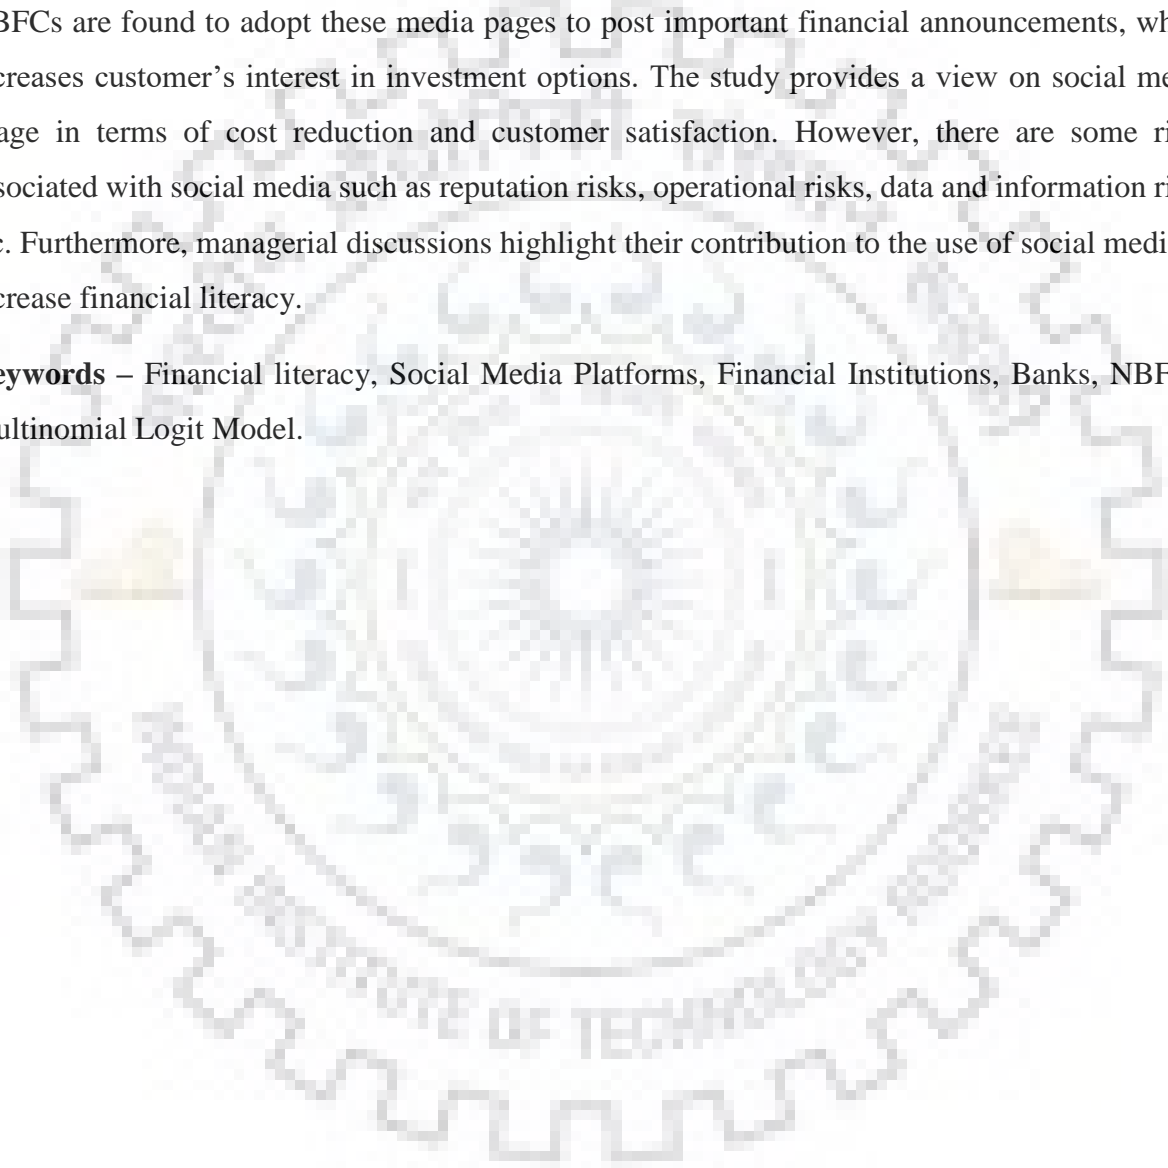 BFCs are found to adopt these media pages to post important financial announcements, wh
creases customer’s interest in investment options. The study provides a view on social me
age in terms of cost reduction and customer satisfaction. However, there are some ri
sociated with social media such as reputation risks, operational risks, data and information ri
c. Furthermore, managerial discussions highlight their contribution to the use of social medi
crease financial literacy.
eywords – Financial literacy, Social Media Platforms, Financial Institutions, Banks, NBF
ultinomial Logit Model.
INSTITUTE OF TECHNOLOGY